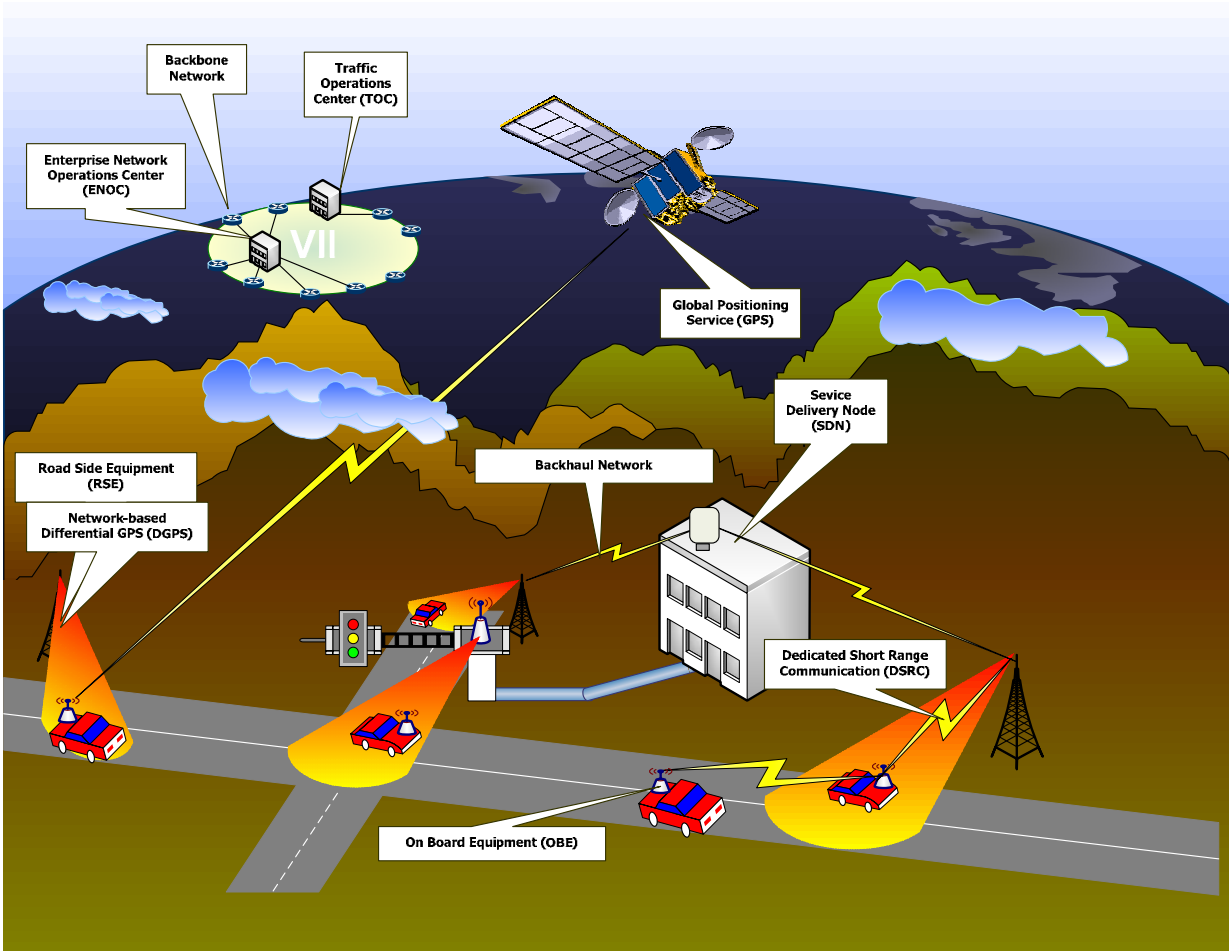 Backbone
Network
Traffic
Operations
Center (TOC)
Enterprise Network
Operations Center
(ENOC)
VII
Global Positioning
Service (GPS)
Sevice
Delivery Node
(SDN)
Road Side Equipment
(RSE)
Backhaul Network
Network-based
Differential GPS (DGPS)
Dedicated Short Range
Communication (DSRC)
On Board Equipment (OBE)